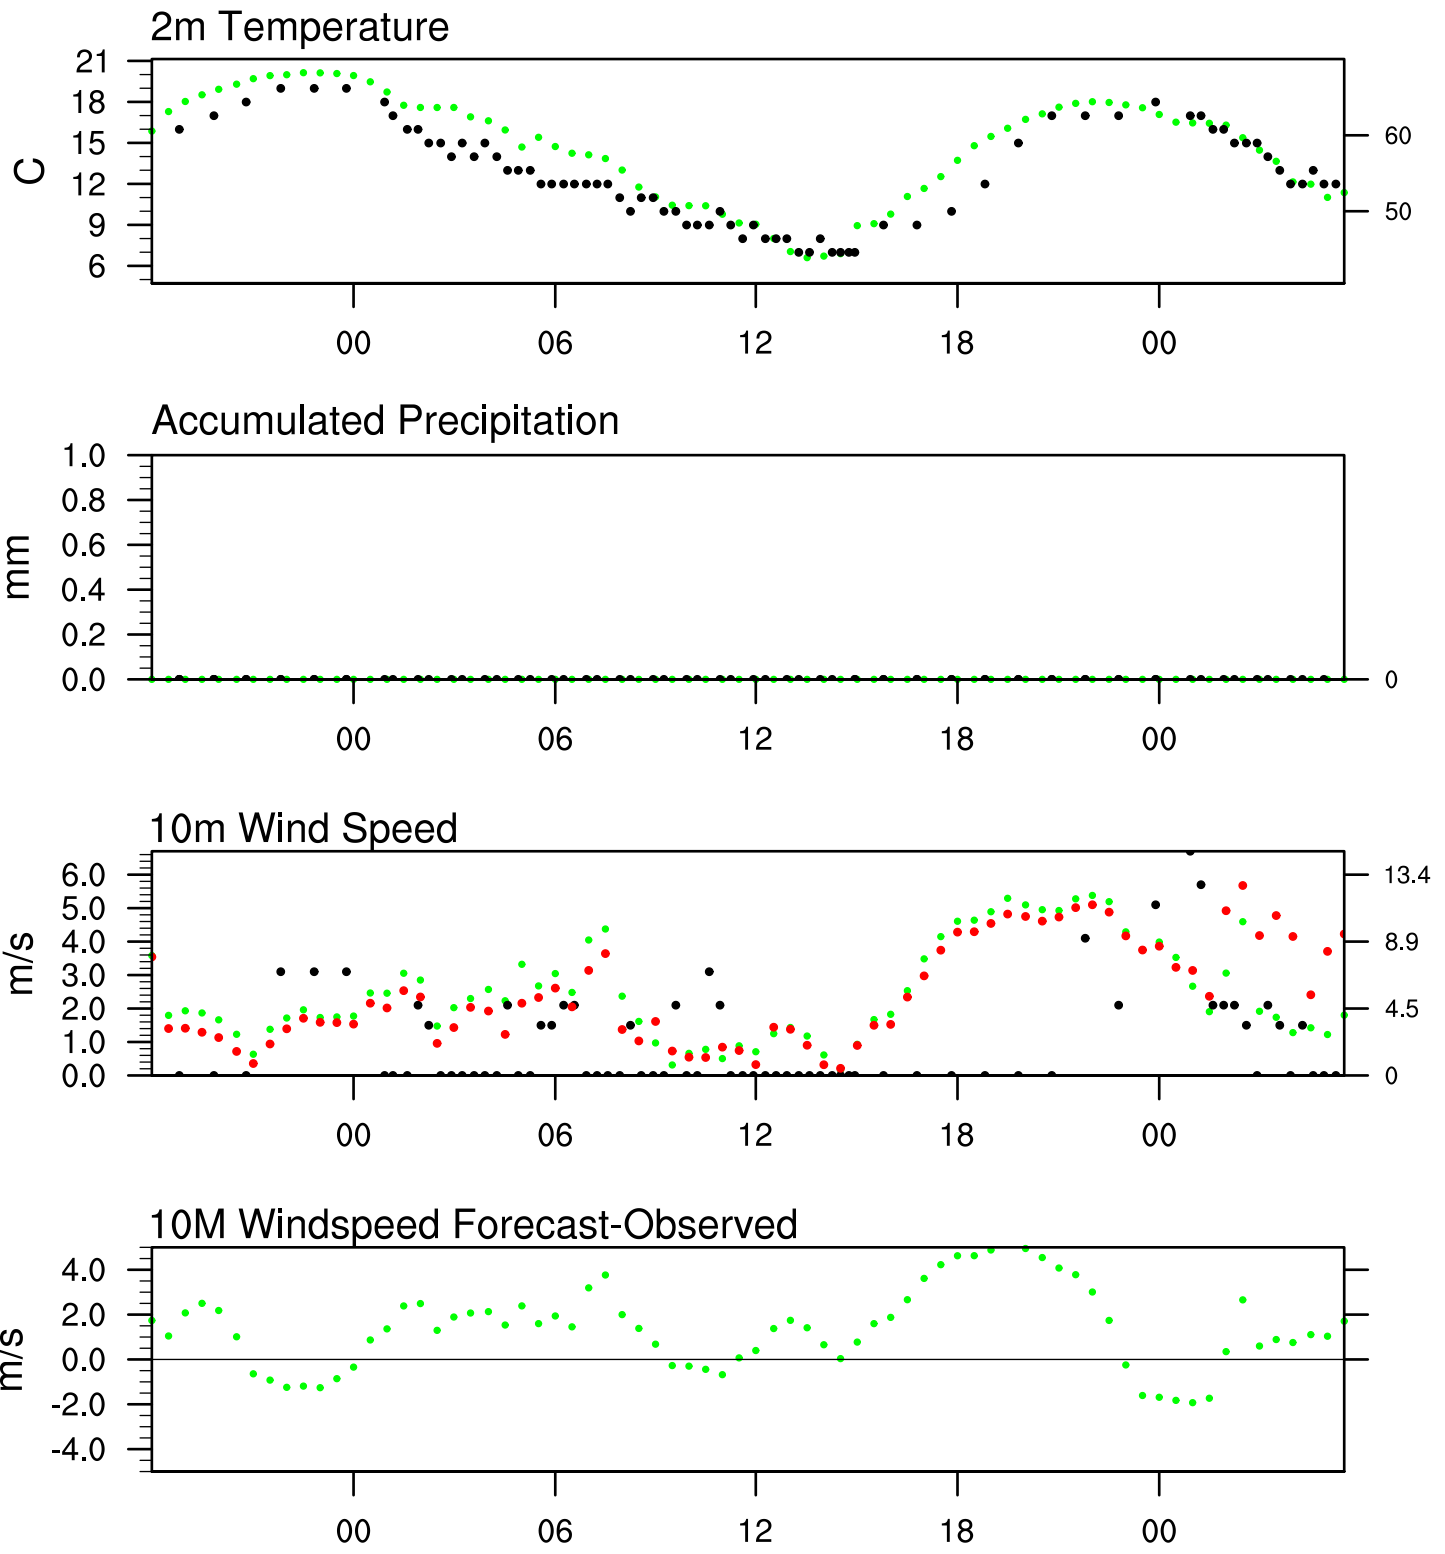 2m Temperature
21
18
15
12
9
6
C
60
50
00 06 12 18 00
Accumulated Precipitation
1.0
0.8
0.6
0.4
0.2
0.0
mm
0
00 06 12 18 00
10m Wind Speed
6.0
5.0
4.0
3.0
2.0
1.0
0.0
m/s
13.4
8.9
4.5
0
00 06 12 18 00
10M Windspeed Forecast-Observed
4.0
2.0
0.0
-2.0
-4.0
m/s
00 06 12 18 00